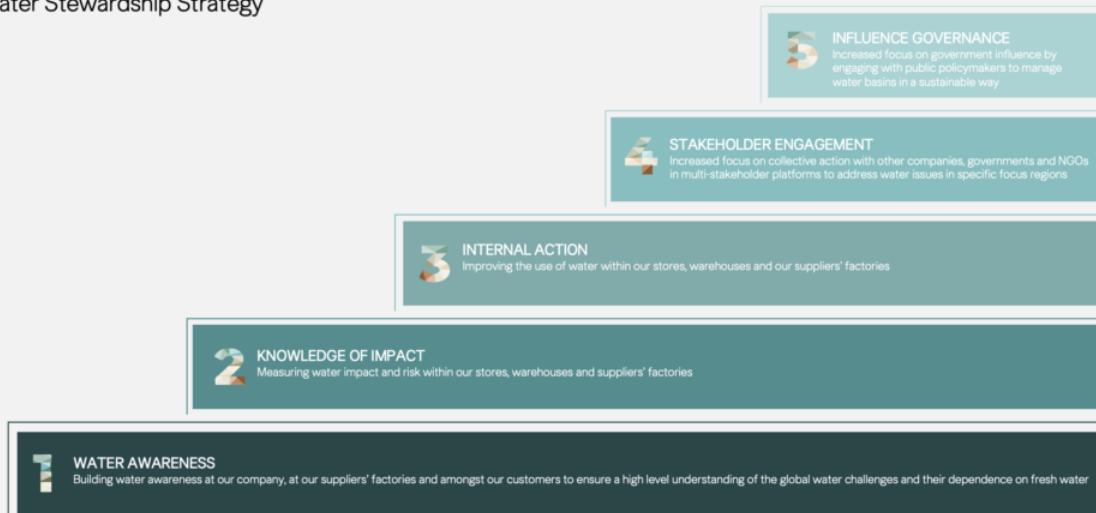 ater Stewardship Strategy
5
INFLUENCE GOVERNANCE
Increased focus on government influence by
engaging with public policymakers to manage
water basins in a sustainable way
4
STAKEHOLDER ENGAGEMENT
Increased focus on collective action with other companies, governments and NGOs
in multi-stakeholder platforms to address water issues in specific focus regions
3
INTERNAL ACTION
Improving the use of water within our stores, warehouses and our suppliers' factories
2
KNOWLEDGE OF IMPACT
Measuring water impact and risk within our stores, warehouses and suppliers' factories
1
WATER AWARENESS
Building water awareness at our company, at our suppliers' factories and amongst our customers to ensure a high level understanding of the global water challenges and their dependence on fresh water